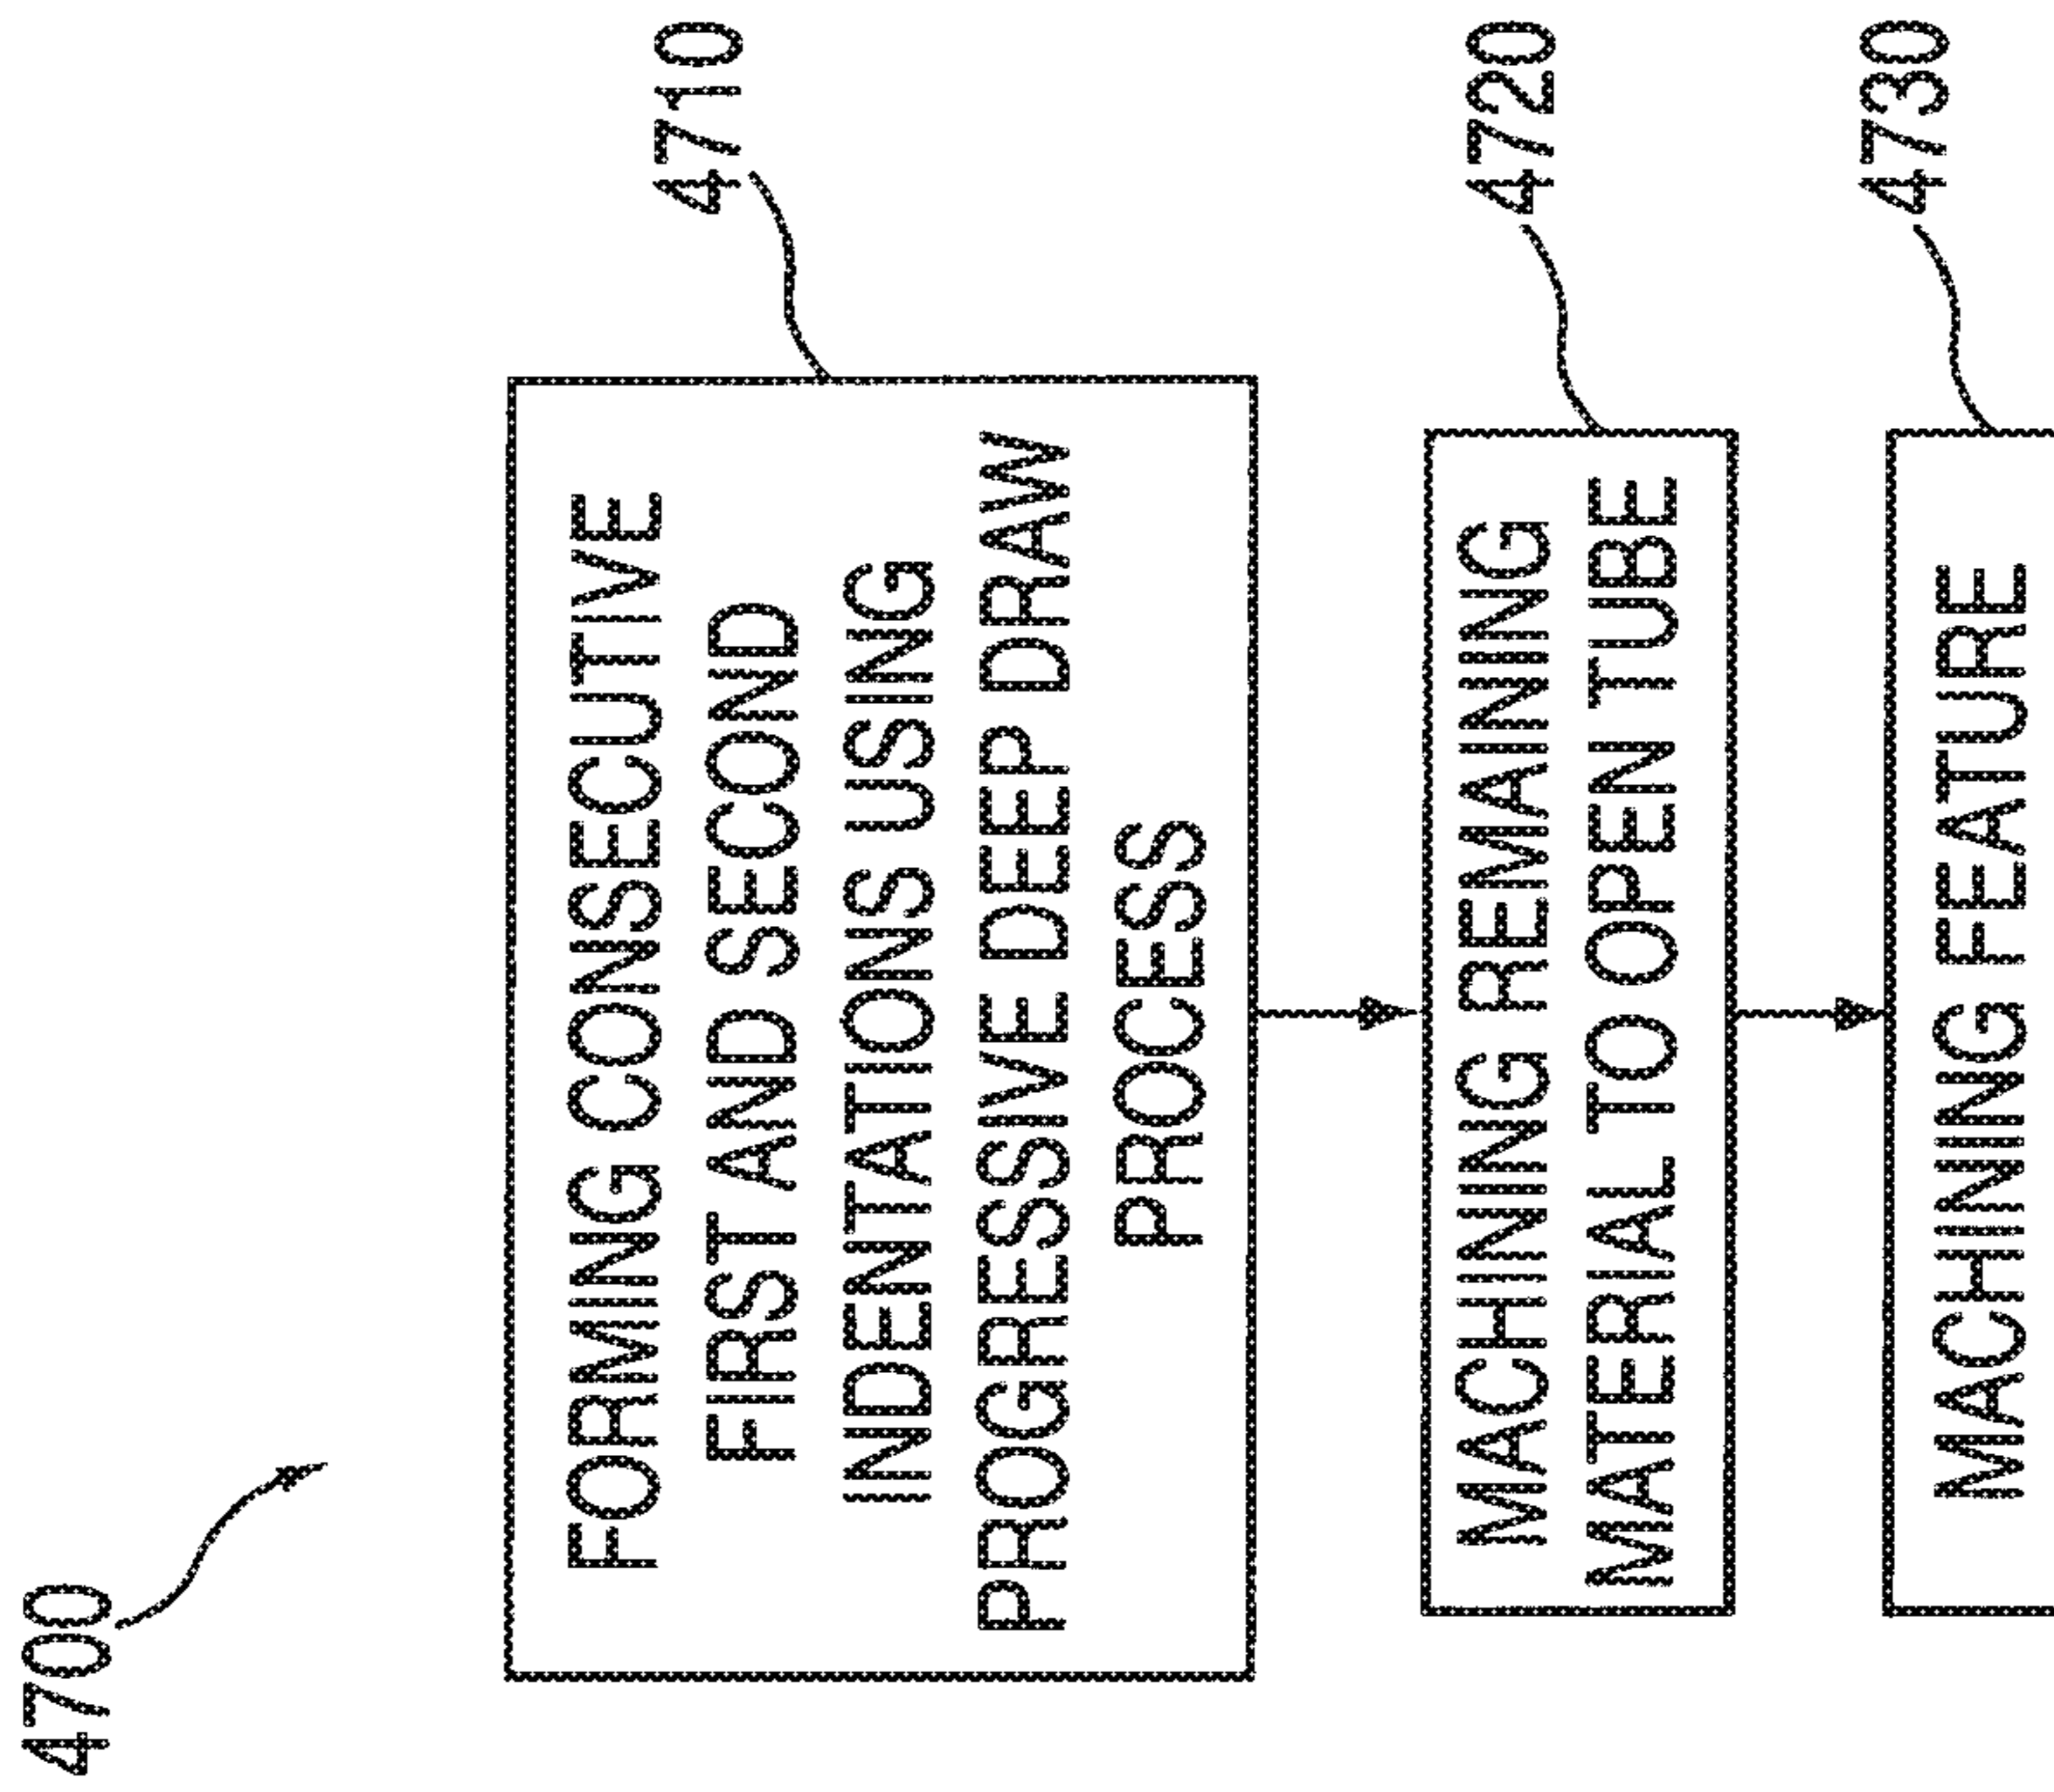 4700
FORMING CONSECUTIVE
FIRST AND SECOND
INDENTATIONS USING
PROGRESSIVE DEEP DRAW
PROCESS
4710
MACHINING REMAINING
MATERIAL TO OPEN TUBE
4720
MACHINING FEATURE
4730